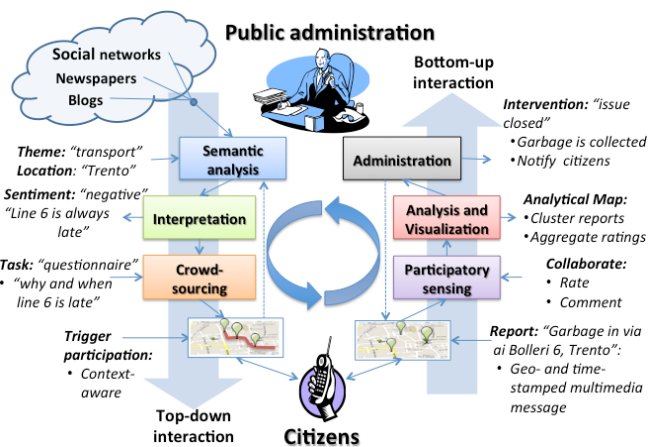 Public administration
Social networks
Newspapers
Blogs
Bottom-up
interaction
Theme: “transport”
Location: “Trento”
Semantic
analysis
Sentiment: “negative”
“Line 6 is always
late”
Interpretation
Task: “questionnaire”
• “why and when
line 6 is late”
Crowd-
sourcing
Trigger
participation:
• Context-
aware
Top-down
interaction
Administration
Intervention: “issue
closed”
• Garbage is collected
• Notify citizens
Analysis and
Visualization
Analytical Map:
• Cluster reports
• Aggregate ratings
Participatory
sensing
Collaborate:
• Rate
• Comment
Report: “Garbage in via
ai Bolleri 6, Trento”:
• Geo- and time-
stamped multimedia
message
Citizens